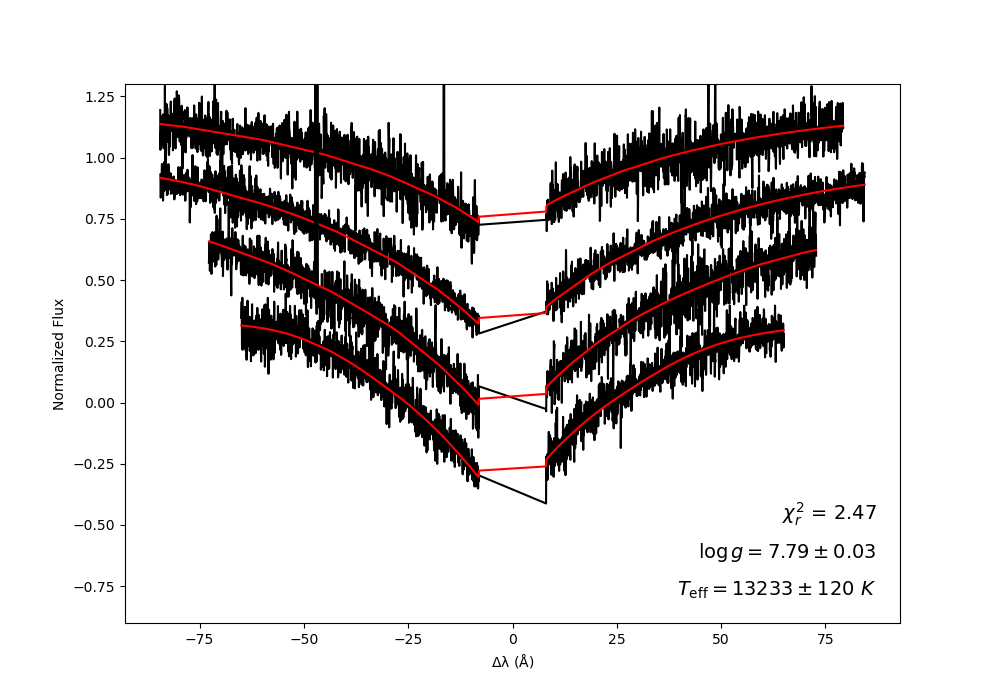 1.25
1.00
0.75
0.50
0.25
0.00
−0.25
−0.50
−0.75
Normalized Flux
χ²ᵣ = 2.47
log g = 7.79 ± 0.03
T_eff = 13233 ± 120 K
−75 −50 −25 0 25 50 75
Δλ (Å)